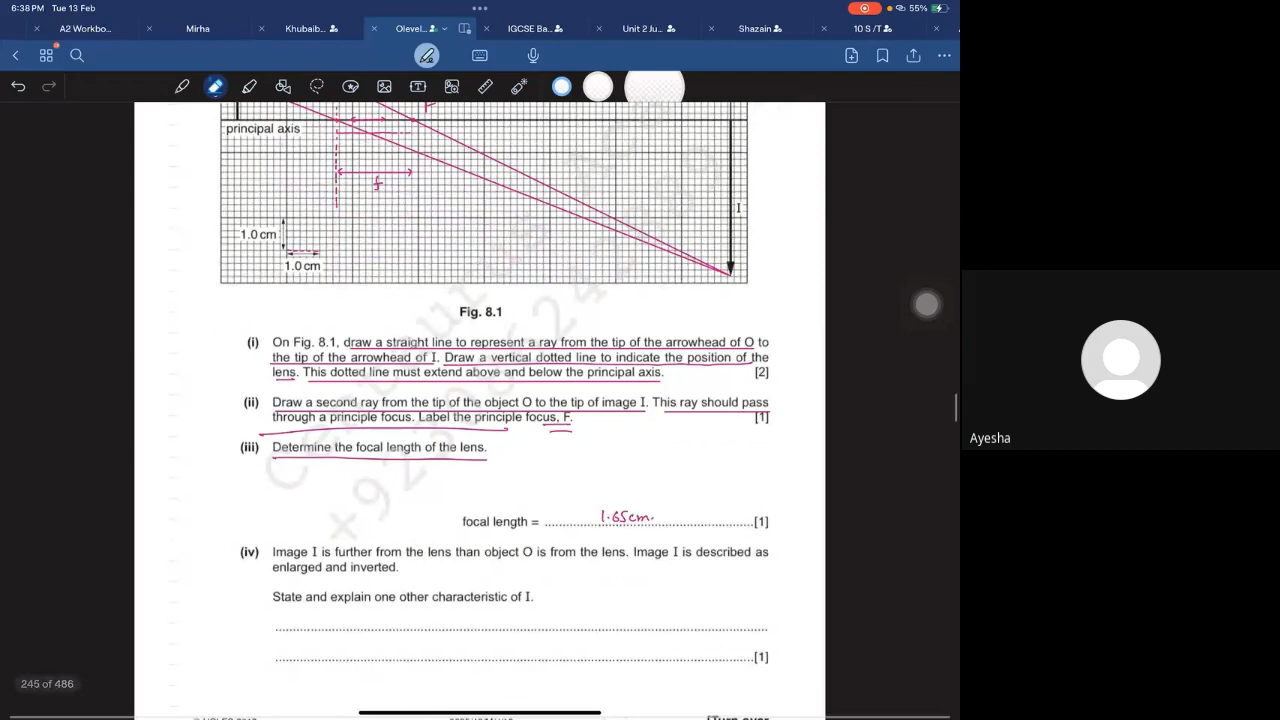 6:38 PM Tue 13 Feb
55%
A2 Workbo...
Mirha
Khubaib...
Olevel...
IGCSE Ba...
Unit 2 Ju...
Shazain
10 S /T
principal axis
F
f
I
1.0 cm
1.0 cm
Fig. 8.1
(i) On Fig. 8.1, draw a straight line to represent a ray from the tip of the arrowhead of O to
the tip of the arrowhead of I. Draw a vertical dotted line to indicate the position of the
lens. This dotted line must extend above and below the principal axis. [2]
(ii) Draw a second ray from the tip of the object O to the tip of image I. This ray should pass
through a principle focus. Label the principle focus, F. [1]
(iii) Determine the focal length of the lens.
focal length = 1.65cm. [1]
(iv) Image I is further from the lens than object O is from the lens. Image I is described as
enlarged and inverted.
State and explain one other characteristic of I.
[1]
245 of 486
Ayesha